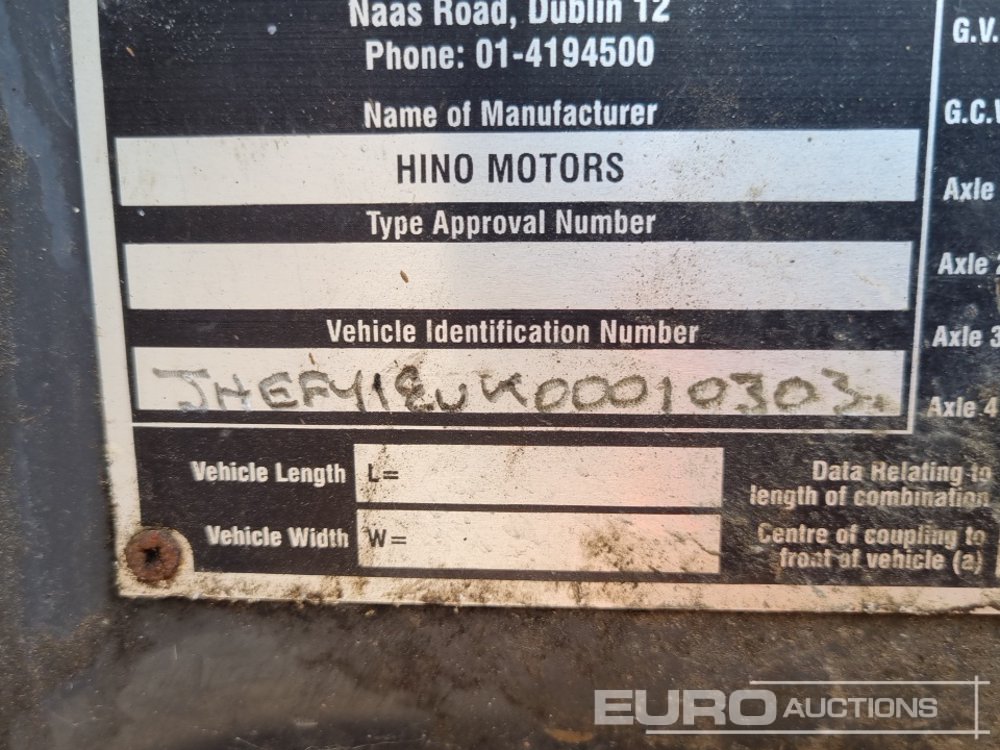 Naas Road, Dublin 12
Phone: 01-4194500
Name of Manufacturer
HINO MOTORS
Type Approval Number
Vehicle Identification Number
JHEFY1EUK00010303
Vehicle Length L=
Vehicle Width W=
G.V.
G.C.W
Axle
Axle 2
Axle 3
Axle 4
Data Relating to
length of combination
Centre of coupling to
front of vehicle (a)
EURO AUCTIONS